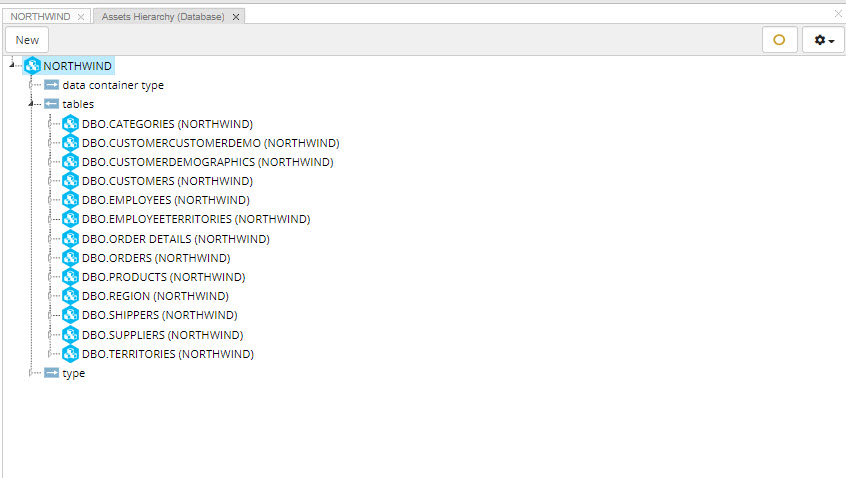 NORTHWIND Assets Hierarchy (Database)
New
NORTHWIND
data container type
tables
DBO.CATEGORIES (NORTHWIND)
DBO.CUSTOMERCUSTOMERDEMO (NORTHWIND)
DBO.CUSTOMERDEMOGRAPHICS (NORTHWIND)
DBO.CUSTOMERS (NORTHWIND)
DBO.EMPLOYEES (NORTHWIND)
DBO.EMPLOYEETERRITORIES (NORTHWIND)
DBO.ORDER DETAILS (NORTHWIND)
DBO.ORDERS (NORTHWIND)
DBO.PRODUCTS (NORTHWIND)
DBO.REGION (NORTHWIND)
DBO.SHIPPERS (NORTHWIND)
DBO.SUPPLIERS (NORTHWIND)
DBO.TERRITORIES (NORTHWIND)
type